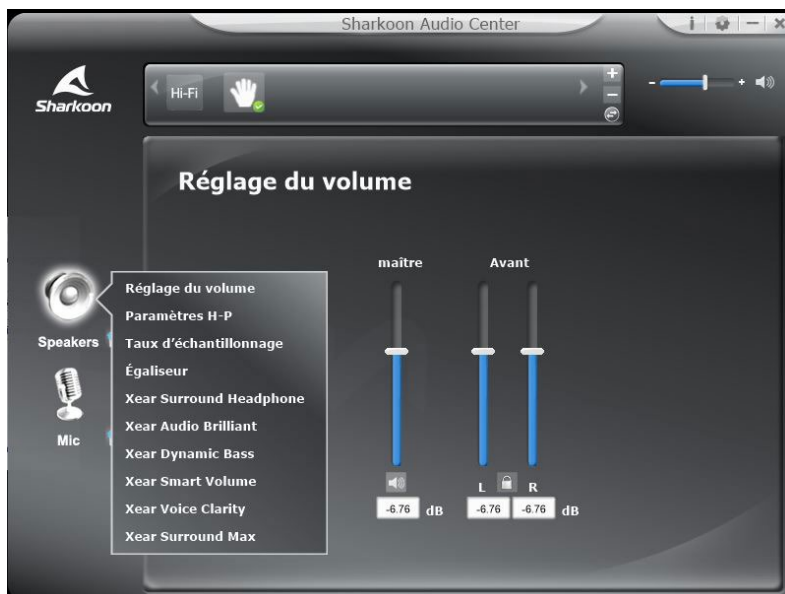 Sharkoon Audio Center
i
Sharkoon
Hi-Fi
Réglage du volume
maître
Avant
Speakers
Mic
Réglage du volume
Paramètres H-P
Taux d'échantillonnage
Égaliseur
Xear Surround Headphone
Xear Audio Brilliant
Xear Dynamic Bass
Xear Smart Volume
Xear Voice Clarity
Xear Surround Max
L R
-6.76 dB -6.76 -6.76 dB